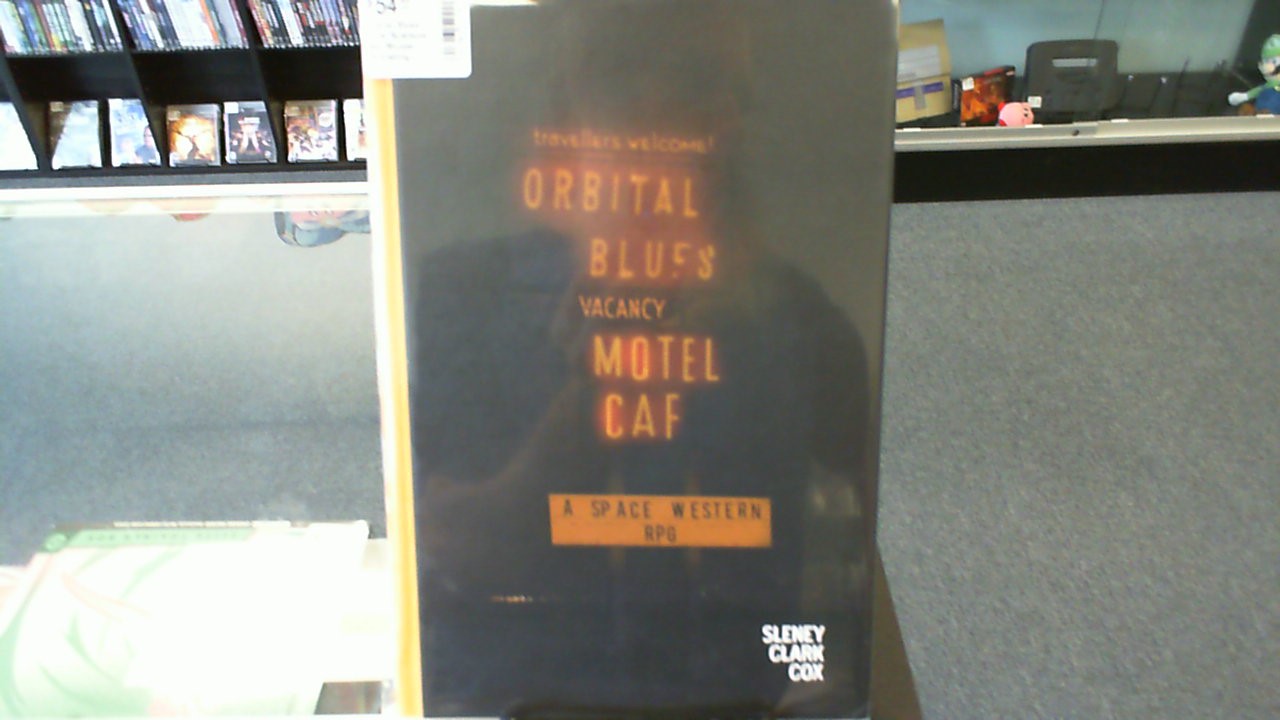 travellers welcome!
ORBITAL
BLUES
VACANCY
MOTEL
CAF
A SPACE WESTERN
RPG
SLENEY
CLARK
COX